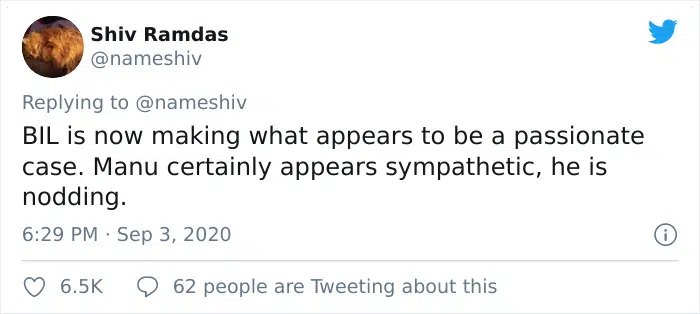 Shiv Ramdas
@nameshiv
Replying to @nameshiv
BIL is now making what appears to be a passionate
case. Manu certainly appears sympathetic, he is
nodding.
6:29 PM · Sep 3, 2020
6.5K 62 people are Tweeting about this